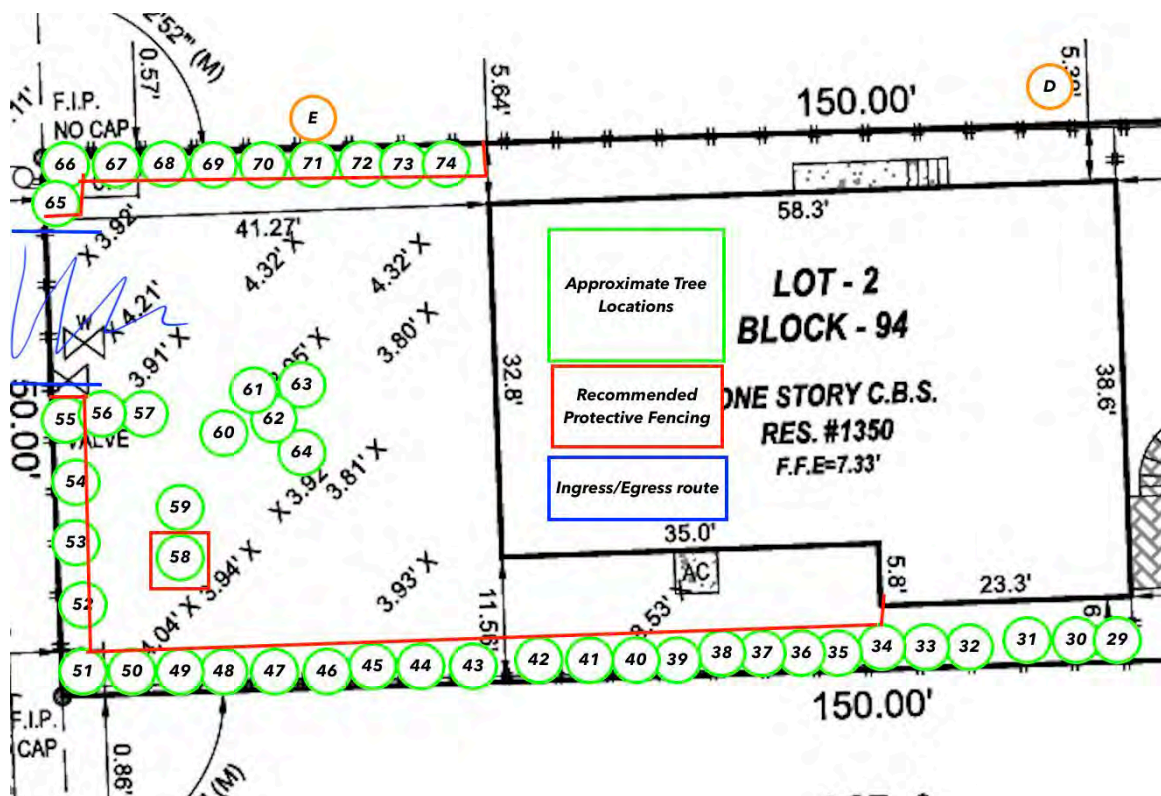 2'52"' (M)
0.57'
5.64'
150.00'
D
E
F.I.P.
NO CAP
66 67 68 69 70 71 72 73 74
65
41.27'
58.3'
X 3.92'
4.32' X
4.32' X
Approximate Tree
Locations
LOT - 2
BLOCK - 94
W
X 4.21'
3.91' X
3.80' X
32.8'
38.6'
61 63
62
60
64
Recommended
Protective Fencing
ONE STORY C.B.S.
RES. #1350
F.F.E=7.33'
55 56 57
VALVE
50.00'
54
X 3.92'
3.81' X
Ingress/Egress route
59
53
58
35.0'
AC
3.94' X
3.93' X
5.8'
23.3'
52
4.04' X
11.56'
8.53' X
6
51 50 49 48 47 46 45 44 43 42 41 40 39 38 37 36 35 34 33 32 31 30 29
150.00'
F.I.P.
CAP
0.86'
(M)